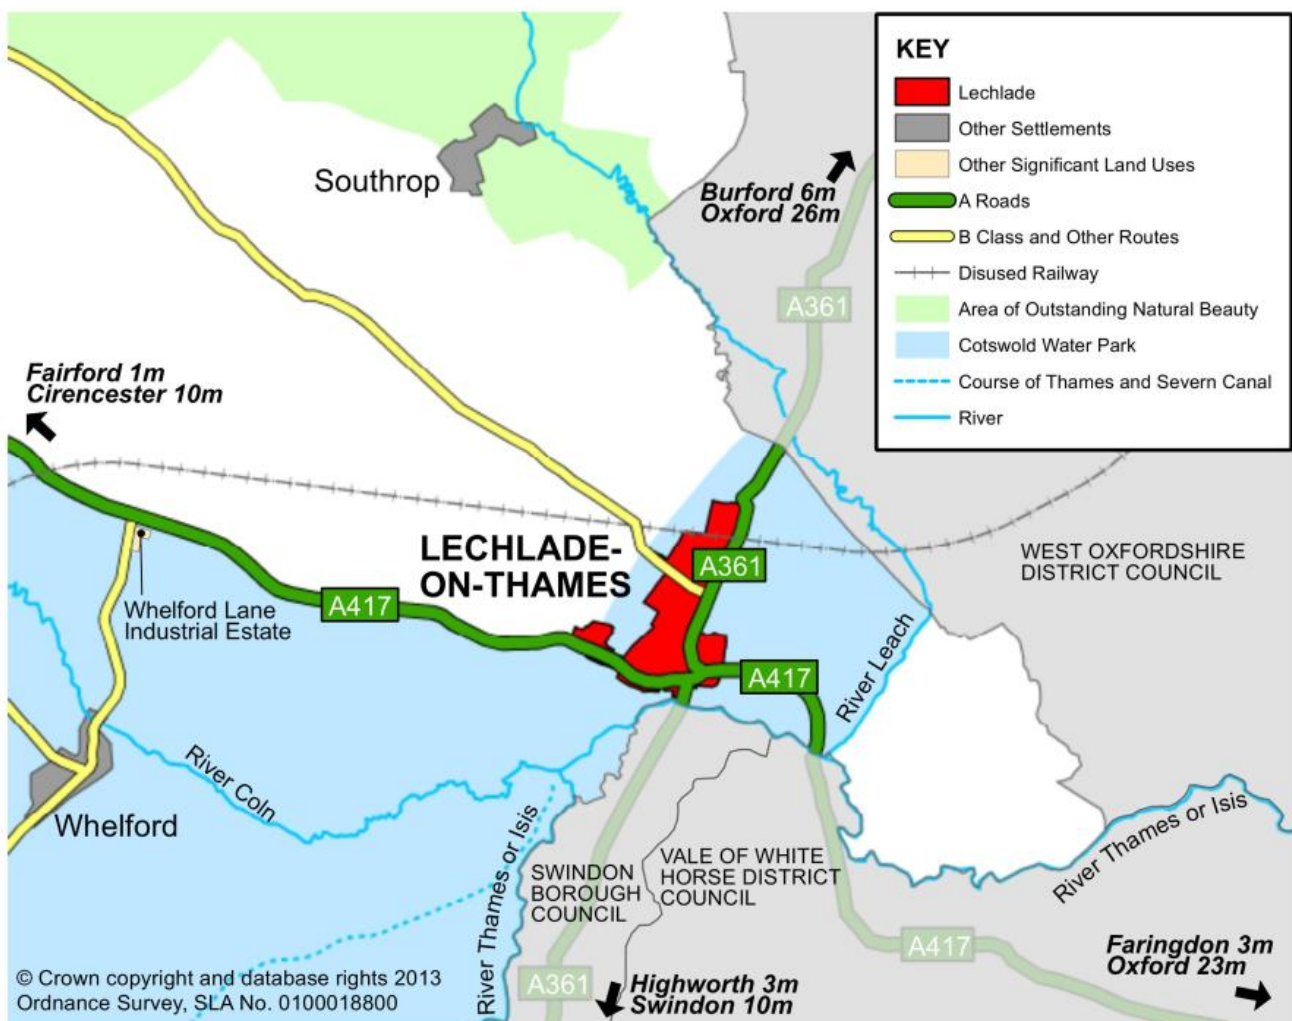 KEY
Lechlade
Other Settlements
Other Significant Land Uses
A Roads
B Class and Other Routes
Disused Railway
Area of Outstanding Natural Beauty
Cotswold Water Park
Course of Thames and Severn Canal
River
Southrop
Burford 6m
Oxford 26m
A361
Fairford 1m
Cirencester 10m
LECHLADE-
ON-THAMES
A361
WEST OXFORDSHIRE
DISTRICT COUNCIL
A417
Whelford Lane
Industrial Estate
A417
River Leach
River Coln
Whelford
River Thames or Isis
River Thames or Isis
SWINDON
BOROUGH
COUNCIL
VALE OF WHITE
HORSE DISTRICT
COUNCIL
A417
Faringdon 3m
Oxford 23m
A361
Highworth 3m
Swindon 10m
© Crown copyright and database rights 2013
Ordnance Survey, SLA No. 0100018800